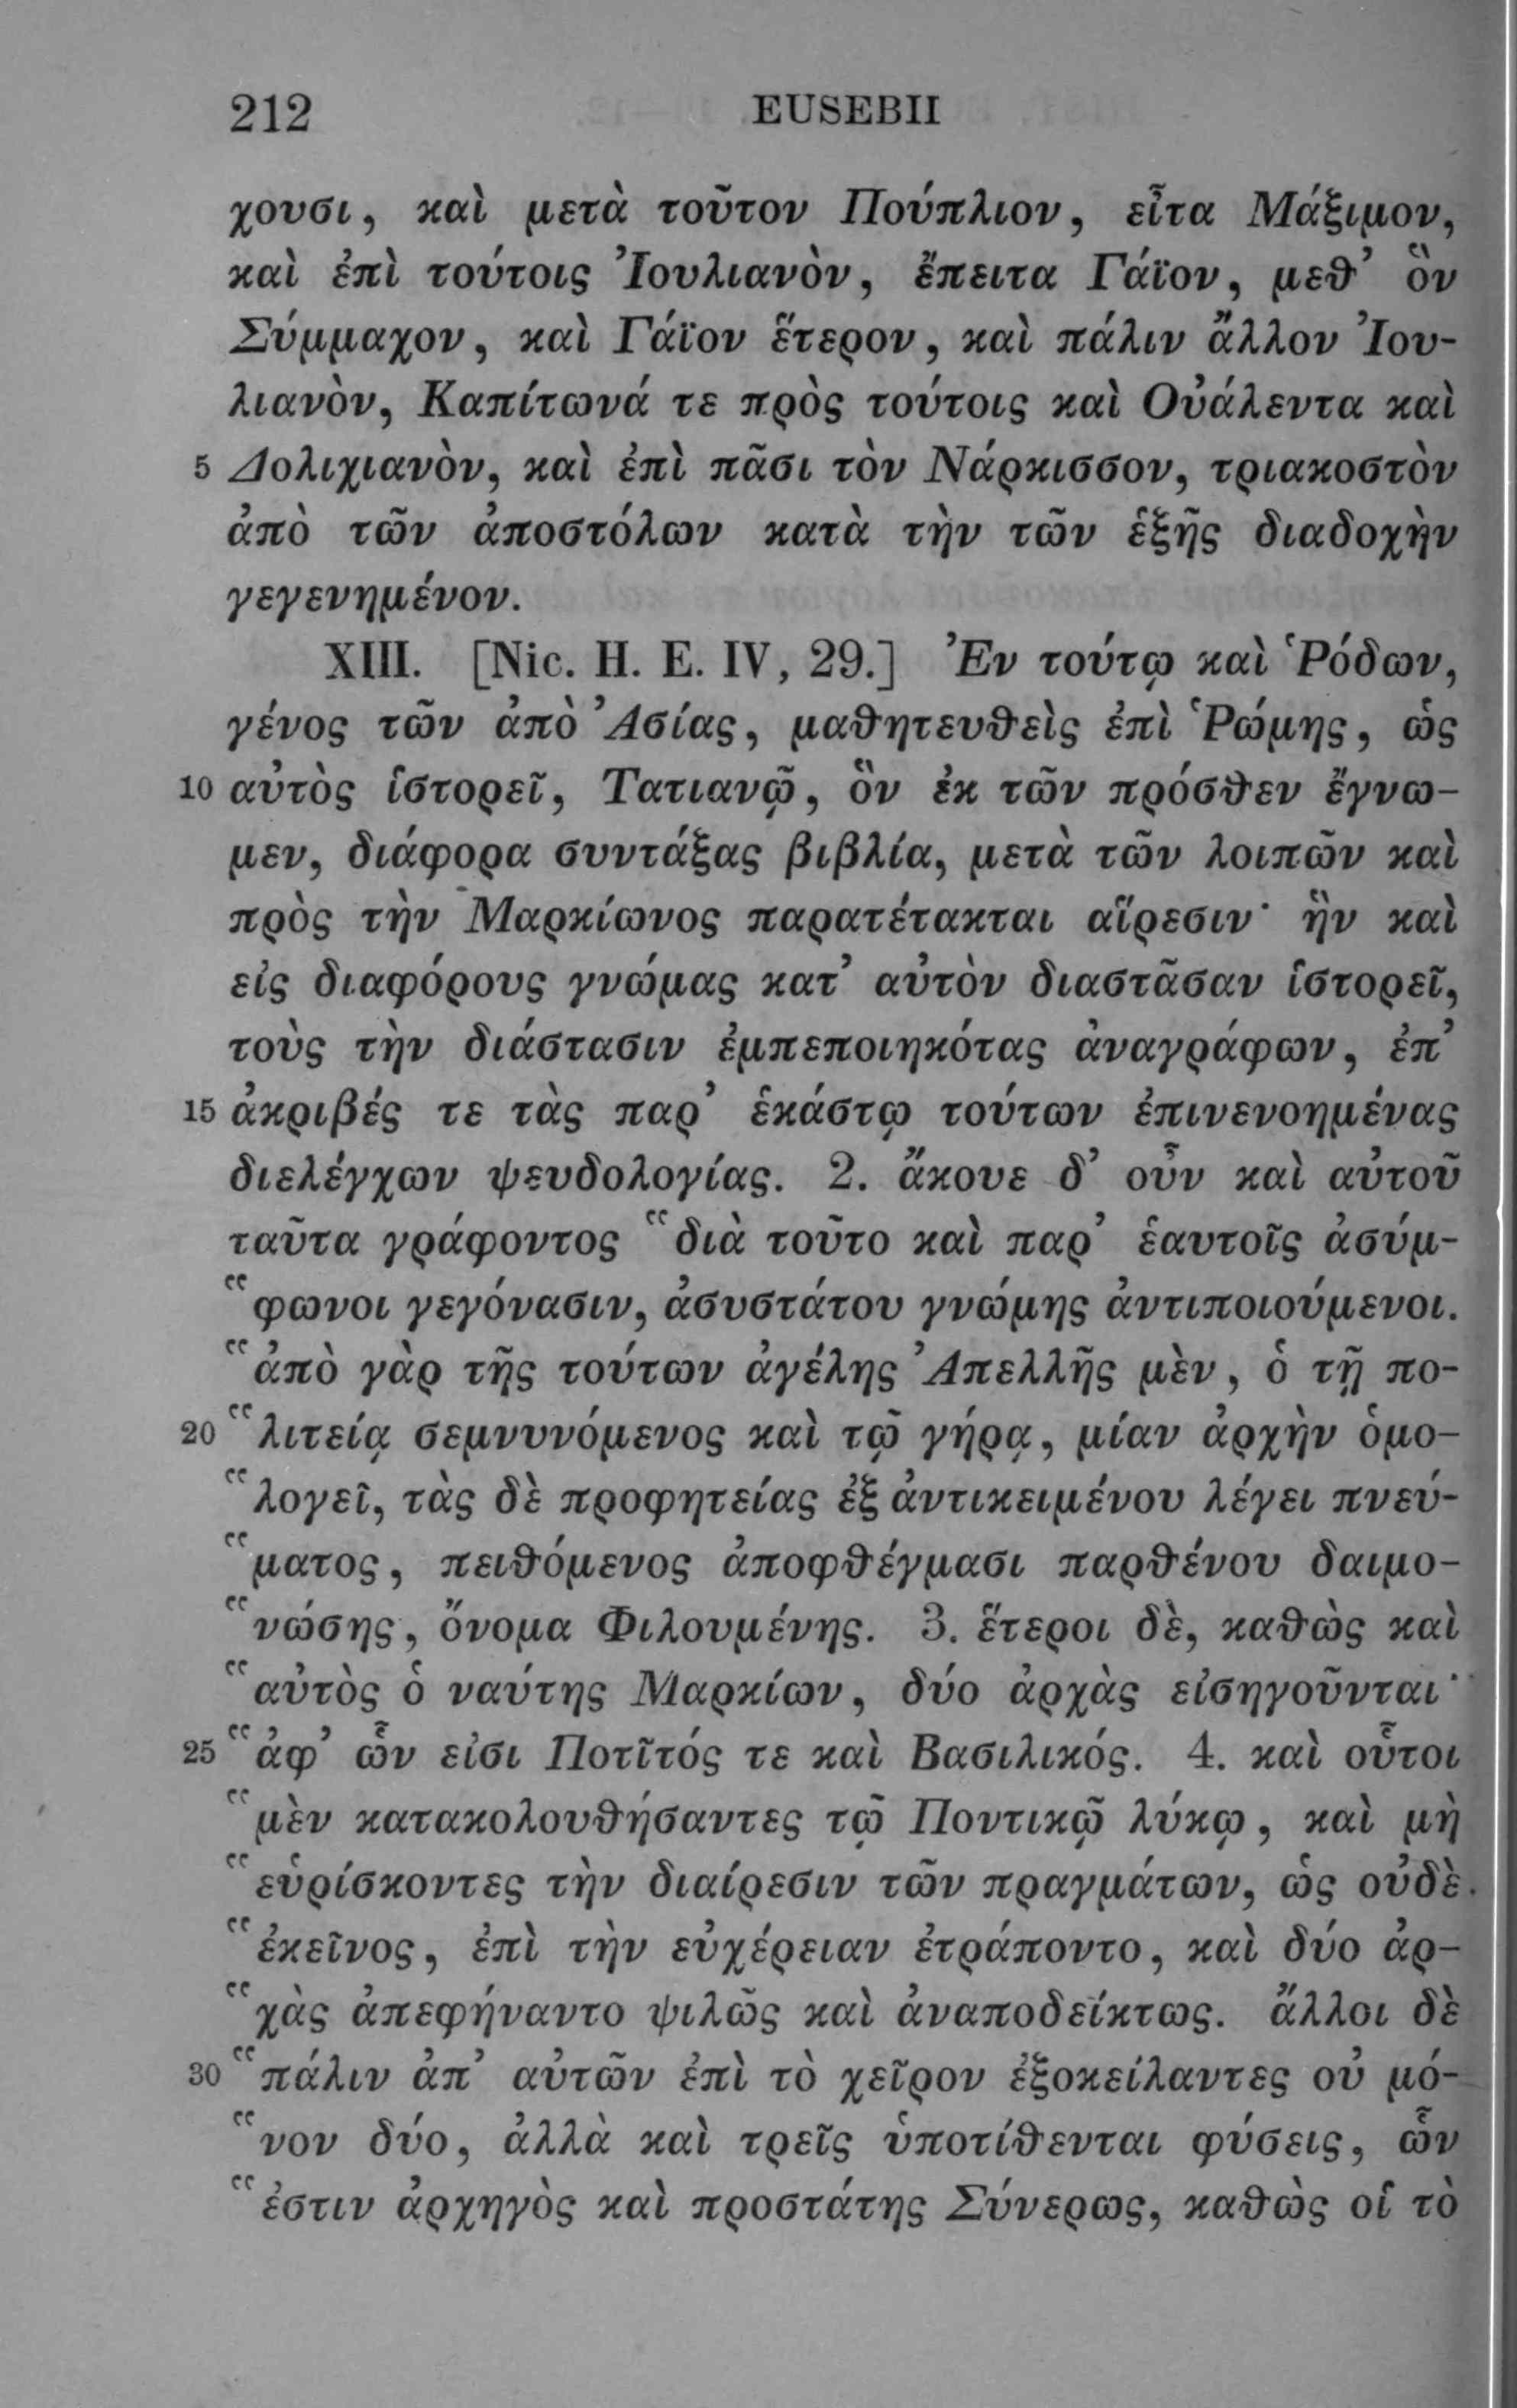 212 EUSEBII
χουσι, καὶ μετὰ τοῦτον Πούπλιον, εἶτα Μάξιμον,
καὶ ἐπὶ τούτοις Ἰουλιανὸν, ἔπειτα Γάϊον, μεθ’ ὃν
Σύμμαχον, καὶ Γάϊον ἕτερον, καὶ πάλιν ἄλλον Ἰου-
λιανὸν, Καπίτωνά τε πρὸς τούτοις καὶ Οὐάλεντα καὶ
5 Δολιχιανὸν, καὶ ἐπὶ πᾶσι τὸν Νάρκισσον, τριακοστὸν
ἀπὸ τῶν ἀποστόλων κατὰ τὴν τῶν ἑξῆς διαδοχὴν
γεγενημένον.
XIII. [Nic. H. E. IV, 29.] Ἐν τούτῳ καὶ Ῥόδων,
γένος τῶν ἀπὸ Ἀσίας, μαθητευθεὶς ἐπὶ Ῥώμης, ὡς
10 αὐτὸς ἱστορεῖ, Τατιανῷ, ὃν ἐκ τῶν πρόσθεν ἔγνω-
μεν, διάφορα συντάξας βιβλία, μετὰ τῶν λοιπῶν καὶ
πρὸς τὴν Μαρκίωνος παρατέτακται αἵρεσιν· ἣν καὶ
εἰς διαφόρους γνώμας κατ’ αὐτὸν διαστᾶσαν ἱστορεῖ,
τοὺς τὴν διάστασιν ἐμπεποιηκότας ἀναγράφων, ἐπ’
15 ἀκριβές τε τὰς παρ’ ἑκάστῳ τούτων ἐπινενοημένας
διελέγχων ψευδολογίας. 2. ἄκουε δ’ οὖν καὶ αὐτοῦ
ταῦτα γράφοντος “διὰ τοῦτο καὶ παρ’ ἑαυτοῖς ἀσύμ-
“φωνοι γεγόνασιν, ἀσυστάτου γνώμης ἀντιποιούμενοι.
“ἀπὸ γὰρ τῆς τούτων ἀγέλης Ἀπελλῆς μὲν, ὁ τῇ πο-
20 “λιτείᾳ σεμνυνόμενος καὶ τῷ γήρᾳ, μίαν ἀρχὴν ὁμο-
“λογεῖ, τὰς δὲ προφητείας ἐξ ἀντικειμένου λέγει πνεύ-
“ματος, πειθόμενος ἀποφθέγμασι παρθένου δαιμο-
“νώσης, ὄνομα Φιλουμένης. 3. ἕτεροι δὲ, καθὼς καὶ
“αὐτὸς ὁ ναύτης Μαρκίων, δύο ἀρχὰς εἰσηγοῦνται·
25 “ἀφ’ ὧν εἰσι Ποτῖτός τε καὶ Βασιλικός. 4. καὶ οὗτοι
“μὲν κατακολουθήσαντες τῷ Ποντικῷ λύκῳ, καὶ μὴ
“εὑρίσκοντες τὴν διαίρεσιν τῶν πραγμάτων, ὡς οὐδὲ
“ἐκεῖνος, ἐπὶ τὴν εὐχέρειαν ἐτράποντο, καὶ δύο ἀρ-
“χὰς ἀπεφήναντο ψιλῶς καὶ ἀναποδείκτως. ἄλλοι δὲ
30 “πάλιν ἀπ’ αὐτῶν ἐπὶ τὸ χεῖρον ἐξοκείλαντες οὐ μό-
“νον δύο, ἀλλὰ καὶ τρεῖς ὑποτίθενται φύσεις, ὧν
“ἐστιν ἀρχηγὸς καὶ προστάτης Σύνερως, καθὼς οἱ τὸ